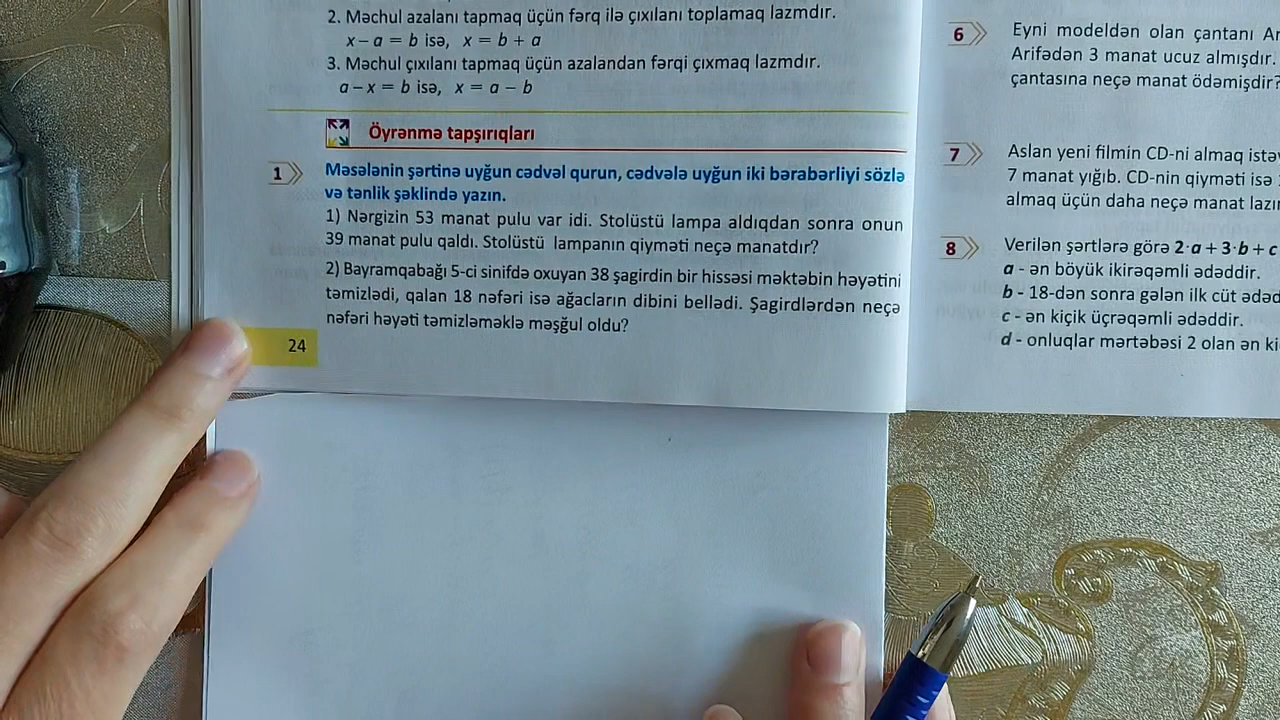 2. Məchul azalanı tapmaq üçün fərq ilə çıxılanı toplamaq lazmdır.
x – a = b isə, x = b + a
3. Məchul çıxılanı tapmaq üçün azalandan fərqi çıxmaq lazmdır.
a – x = b isə, x = a – b
Öyrənmə tapşırıqları
1
Məsələnin şərtinə uyğun cədvəl qurun, cədvələ uyğun iki bərabərliyi sözlə
və tənlik şəklində yazın.
1) Nərgizin 53 manat pulu var idi. Stolüstü lampa aldıqdan sonra onun
39 manat pulu qaldı. Stolüstü lampanın qiyməti neçə manatdır?
2) Bayramqabağı 5-ci sinifdə oxuyan 38 şagirdin bir hissəsi məktəbin həyətini
təmizlədi, qalan 18 nəfəri isə ağacların dibini bellədi. Şagirdlərdən neçə
nəfəri həyəti təmizləməklə məşğul oldu?
24
6
Eyni modeldən olan çantanı
Arifədən 3 manat ucuz almışdır.
çantasına neçə manat ödəmişdir?
7
Aslan yeni filmin CD-ni almaq
7 manat yığıb. CD-nin qiyməti isə
almaq üçün daha neçə manat
8
Verilən şərtlərə görə 2·a + 3·b + c
a - ən böyük ikirəqəmli ədəddir.
b - 18-dən sonra gələn ilk cüt
c - ən kiçik üçrəqəmli ədəddir.
d - onluqlar mərtəbəsi 2 olan ən